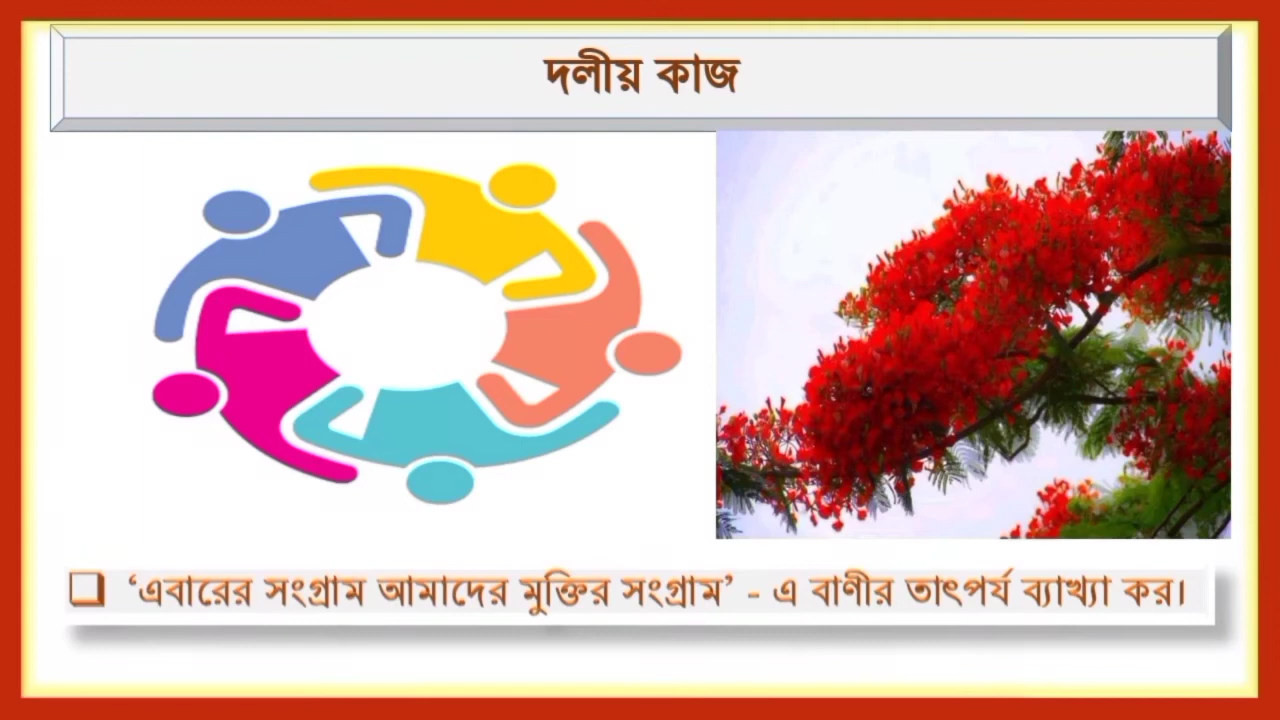 দলীয় কাজ
❑ ‘এবারের সংগ্রাম আমাদের মুক্তির সংগ্রাম’ - এ বাণীর তাৎপর্য ব্যাখ্যা কর।